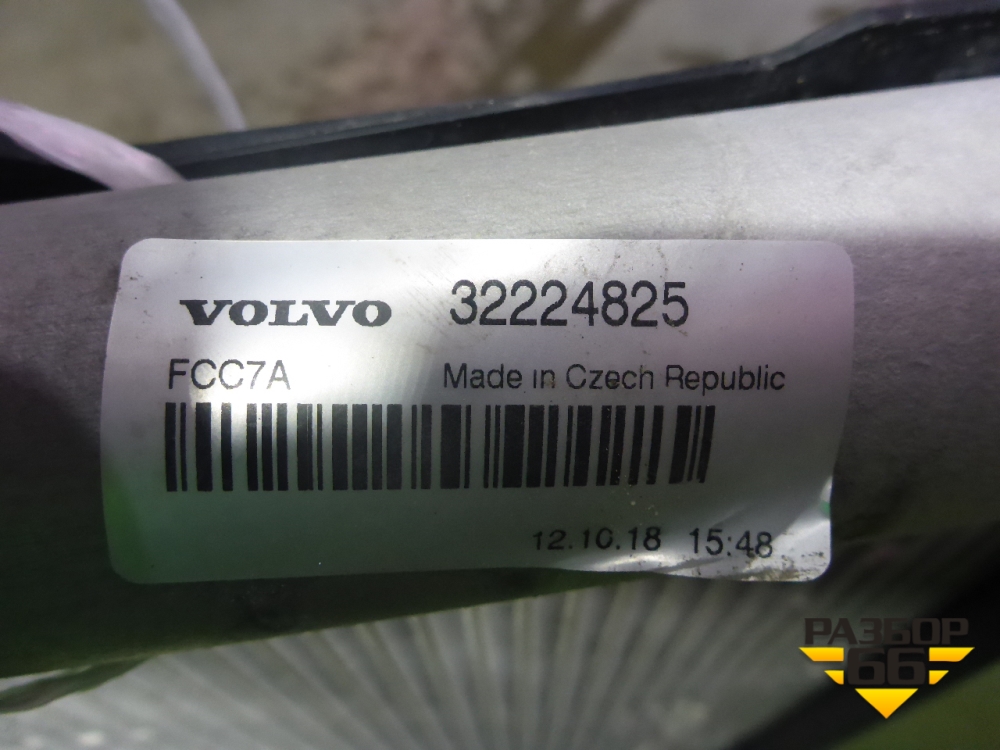 VOLVO 32224825
FCC7A Made in Czech Republic
12.10.18 15:48
РАЗБОР
66